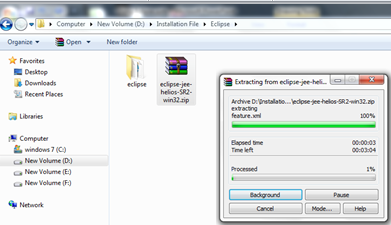 Computer ▸ New Volume (D:) ▸ Installation File ▸ Eclipse ▸
Organize ▾ Open ▾ New folder
Favorites
Desktop
Downloads
Recent Places
Libraries
Computer
windows 7 (C:)
New Volume (D:)
New Volume (E:)
New Volume (F:)
Network
eclipse
eclipse-jee-helios-SR2-win32.zip
Extracting from eclipse-jee-heli...
Archive D:\Installatio...\eclipse-jee-helios-SR2-win32.zip
extracting
feature.xml 100%
Elapsed time 00:00:03
Time left 00:03:04
Processed 1%
Background Pause
Cancel Mode... Help